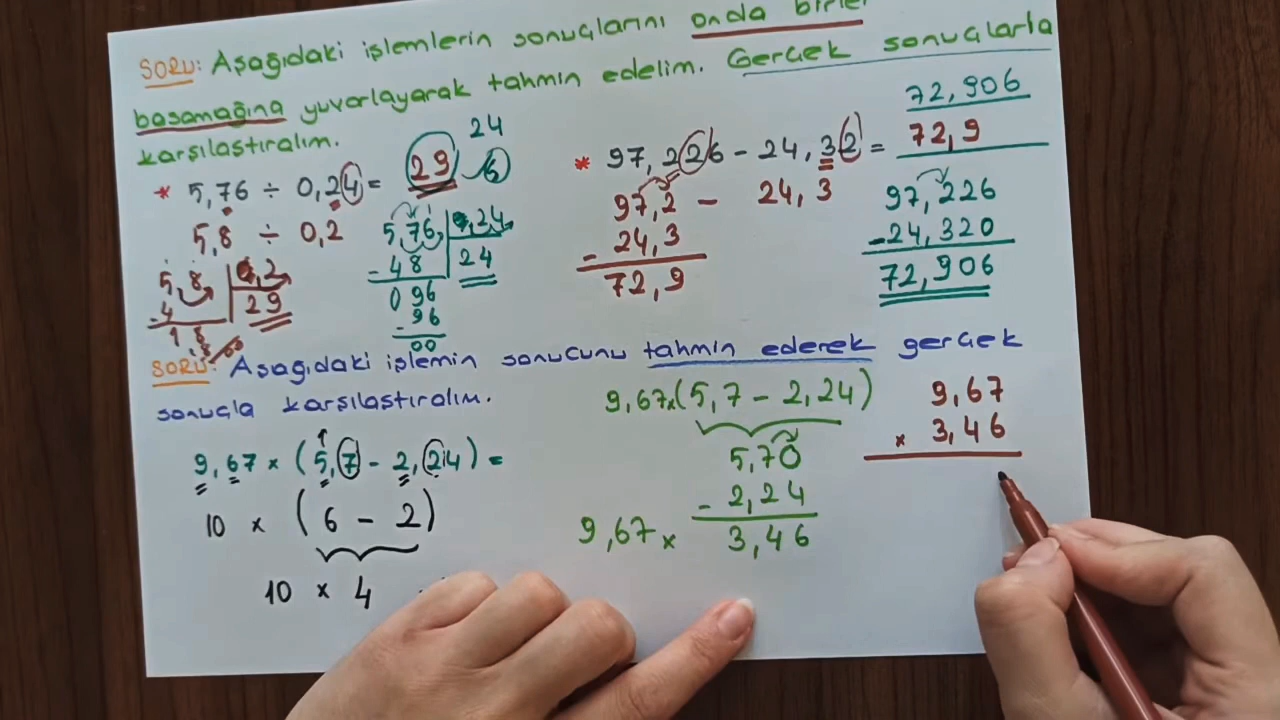 SORU: Aşağıdaki işlemlerin sonuçlarını onda birler
basamağına yuvarlayarak tahmin edelim. Gerçek sonuçlarla
karşılaştıralım.
* 5,76 ÷ 0,24 = 29
24
5
5,8 ÷ 0,2
5,8 0,2
- 4 29
18
5,76 0,24
- 48 24
096
- 96
00
* 97,226 - 24,32 =
72,906
72,9
97,2 - 24,3
- 24,3
72,9
97,226
- 24,320
72,906
SORU: Aşağıdaki işlemin sonucunu tahmin ederek gerçek
sonuçla karşılaştıralım.
9,67 × (5,7 - 2,24) =
10 × (6 - 2)
10 × 4
9,67×(5,7 - 2,24)
5,70
- 2,24
9,67 × 3,46
9,67
× 3,46